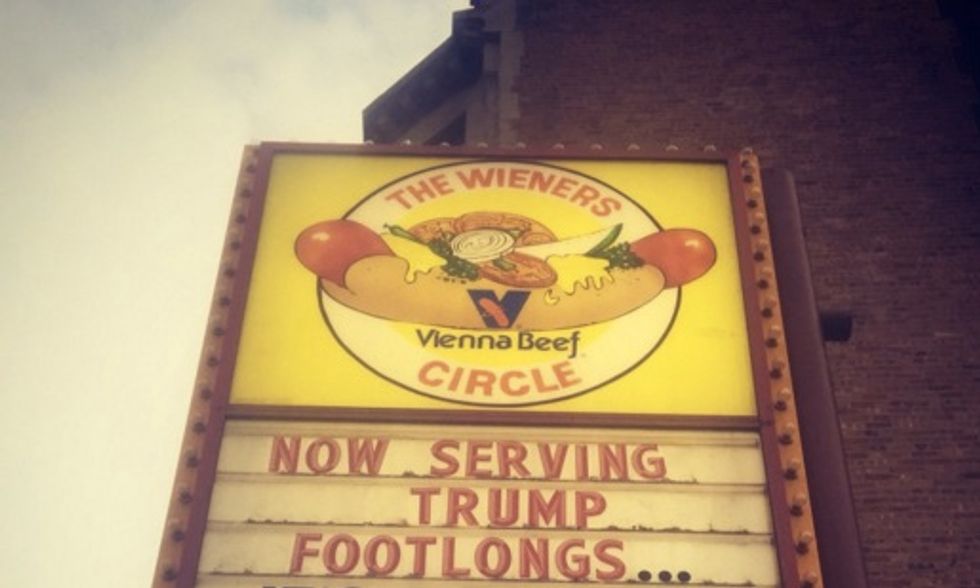 THE WIENERS
V
Vienna Beef
CIRCLE
NOW SERVING
TRUMP
FOOTLONGS...